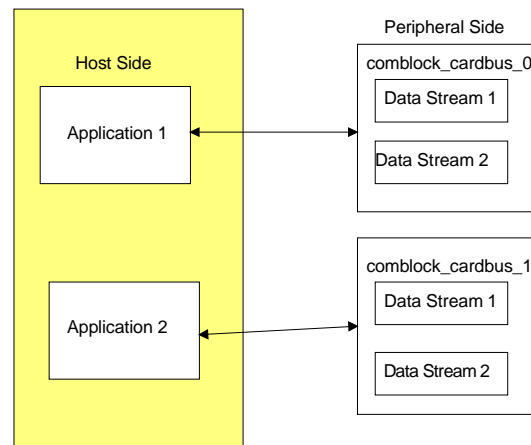 Peripheral Side
Host Side
comblock_cardbus_0
Data Stream 1
Application 1
Data Stream 2
comblock_cardbus_1
Data Stream 1
Application 2
Data Stream 2